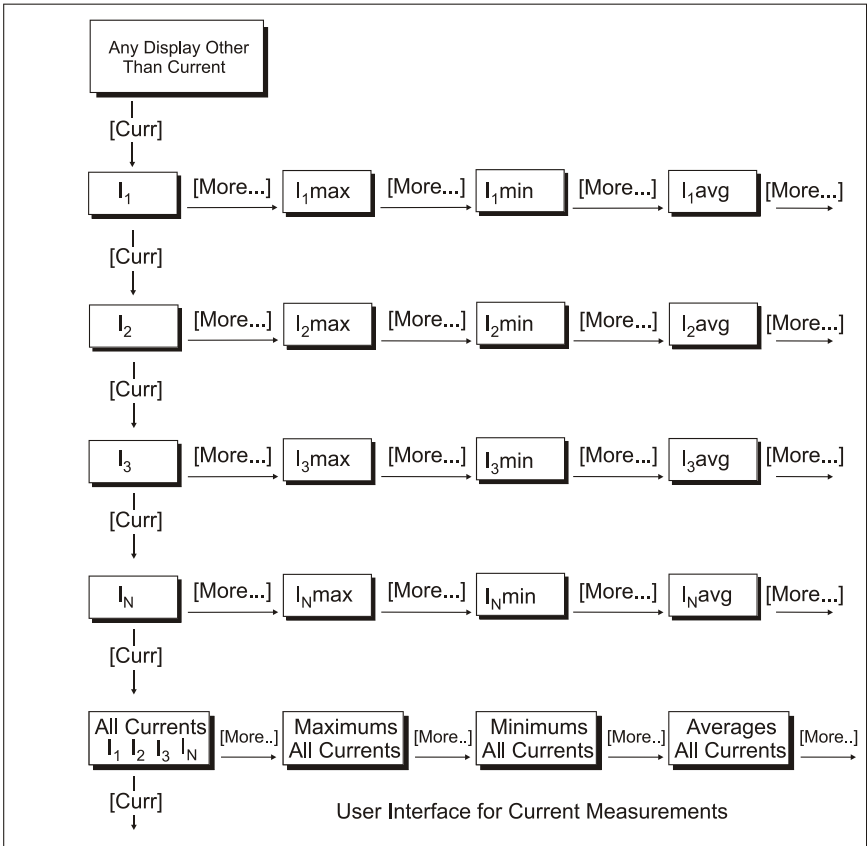 Any Display Other
Than Current
[Curr]
I1 [More...] I1max [More...] I1min [More...] I1avg [More...]
[Curr]
I2 [More...] I2max [More...] I2min [More...] I2avg [More...]
[Curr]
I3 [More...] I3max [More...] I3min [More...] I3avg [More...]
[Curr]
IN [More...] INmax [More...] INmin [More...] INavg [More...]
[Curr]
All Currents
I1 I2 I3 IN
[More..]
Maximums
All Currents
[More..]
Minimums
All Currents
[More..]
Averages
All Currents
[More..]
[Curr]
User Interface for Current Measurements